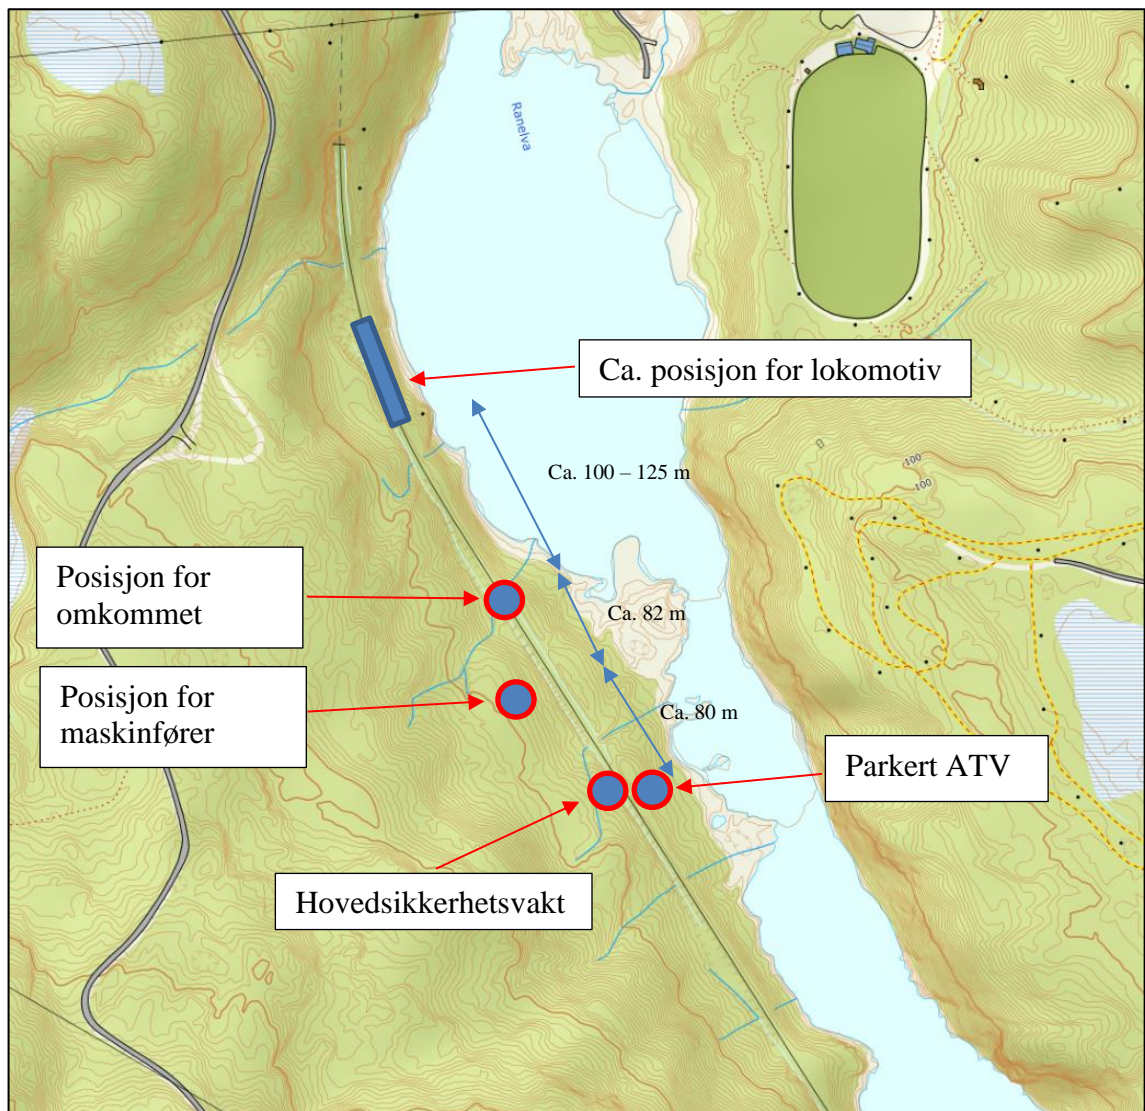 Ranelva
Ca. posisjon for lokomotiv
Ca. 100 – 125 m
100
100
Posisjon for
omkommet
Ca. 82 m
Posisjon for
maskinfører
Ca. 80 m
Parkert ATV
Hovedsikkerhetsvakt